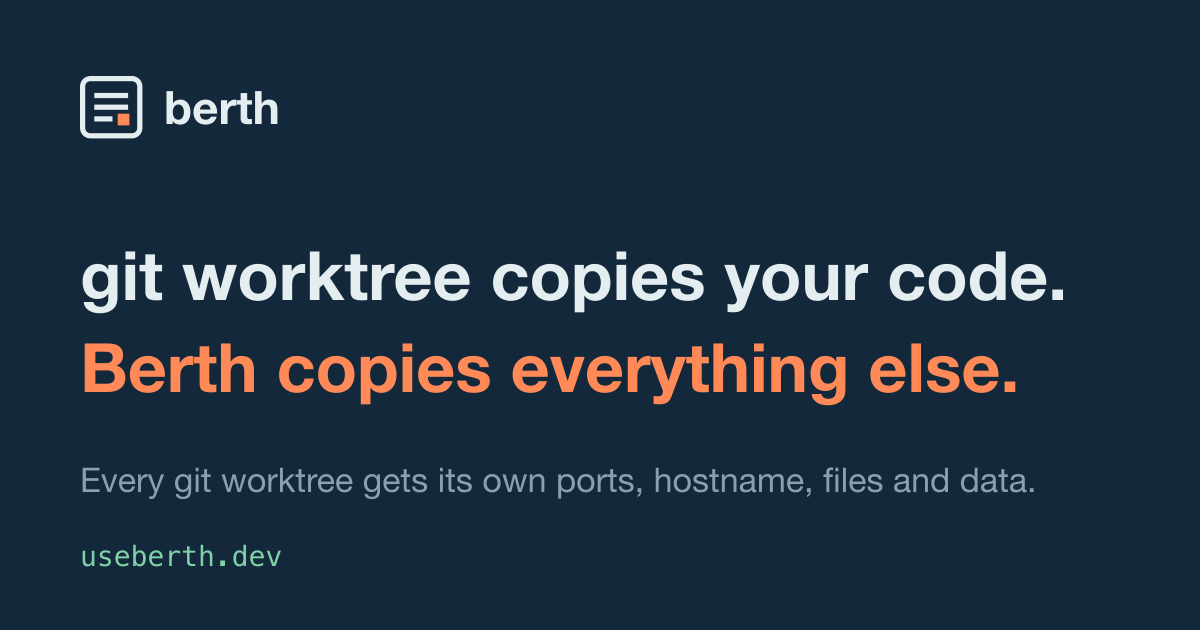 berth
git worktree copies your code.
Berth copies everything else.
Every git worktree gets its own ports, hostname, files and data.
useberth.dev